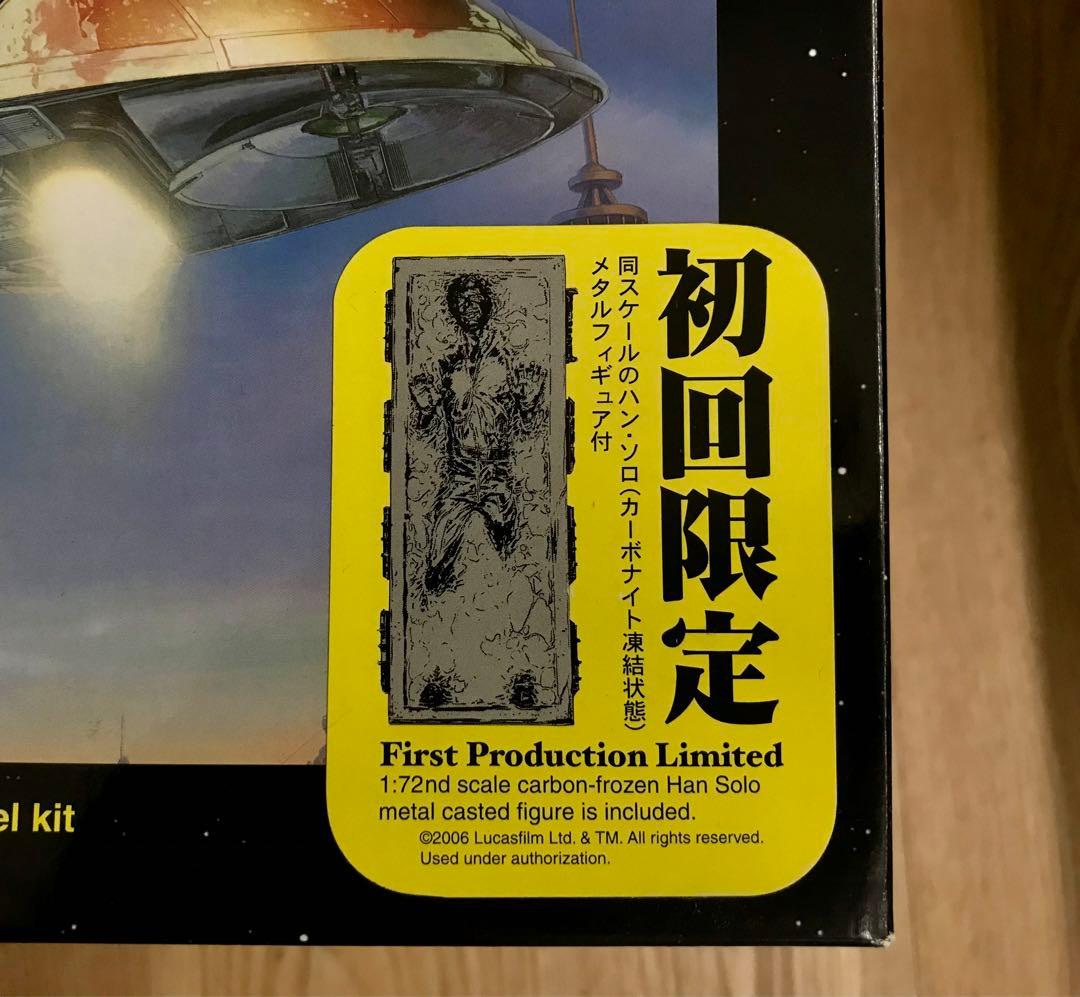 初回限定
同スケールのハン・ソロ(カーボナイト凍結状態)
メタルフィギュア付
First Production Limited
1:72nd scale carbon-frozen Han Solo
metal casted figure is included.
©2006 Lucasfilm Ltd. & TM. All rights reserved.
Used under authorization.
el kit